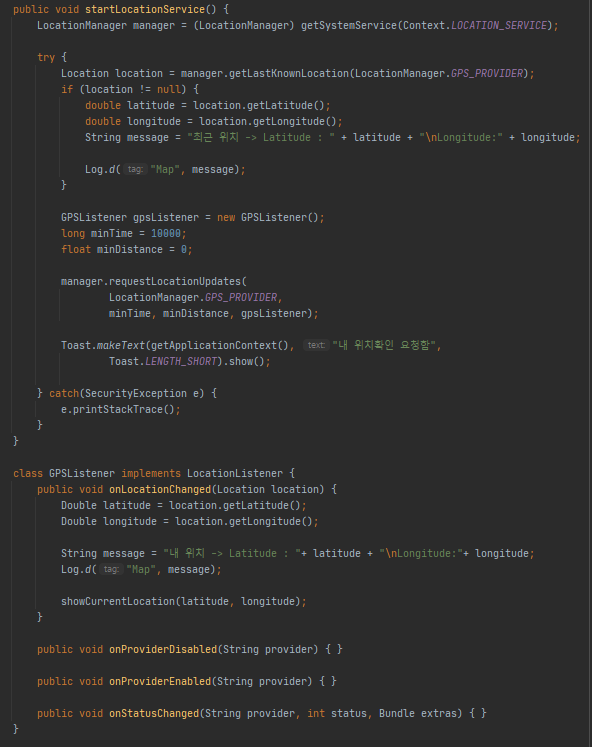 public void startLocationService() {
LocationManager manager = (LocationManager) getSystemService(Context.LOCATION_SERVICE);
try {
Location location = manager.getLastKnownLocation(LocationManager.GPS_PROVIDER);
if (location != null) {
double latitude = location.getLatitude();
double longitude = location.getLongitude();
String message = "최근 위치 -> Latitude : " + latitude + "\nLongitude:" + longitude;
Log.d( tag: "Map", message);
}
GPSListener gpsListener = new GPSListener();
long minTime = 10000;
float minDistance = 0;
manager.requestLocationUpdates(
LocationManager.GPS_PROVIDER,
minTime, minDistance, gpsListener);
Toast.makeText(getApplicationContext(), text: "내 위치확인 요청함",
Toast.LENGTH_SHORT).show();
} catch(SecurityException e) {
e.printStackTrace();
}
}
class GPSListener implements LocationListener {
public void onLocationChanged(Location location) {
Double latitude = location.getLatitude();
Double longitude = location.getLongitude();
String message = "내 위치 -> Latitude : "+ latitude + "\nLongitude:"+ longitude;
Log.d( tag: "Map", message);
showCurrentLocation(latitude, longitude);
}
public void onProviderDisabled(String provider) { }
public void onProviderEnabled(String provider) { }
public void onStatusChanged(String provider, int status, Bundle extras) { }
}